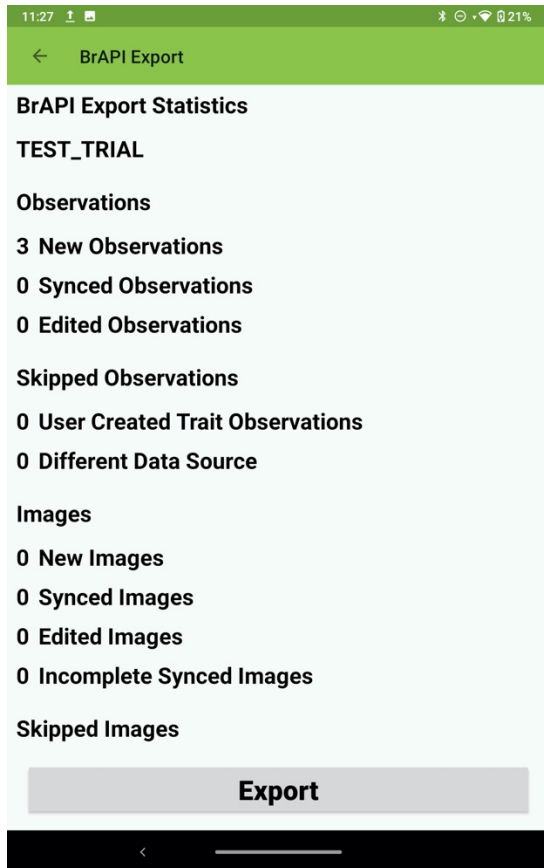 11:27 21%
BrAPI Export
BrAPI Export Statistics
TEST_TRIAL
Observations
3 New Observations
0 Synced Observations
0 Edited Observations
Skipped Observations
0 User Created Trait Observations
0 Different Data Source
Images
0 New Images
0 Synced Images
0 Edited Images
0 Incomplete Synced Images
Skipped Images
Export